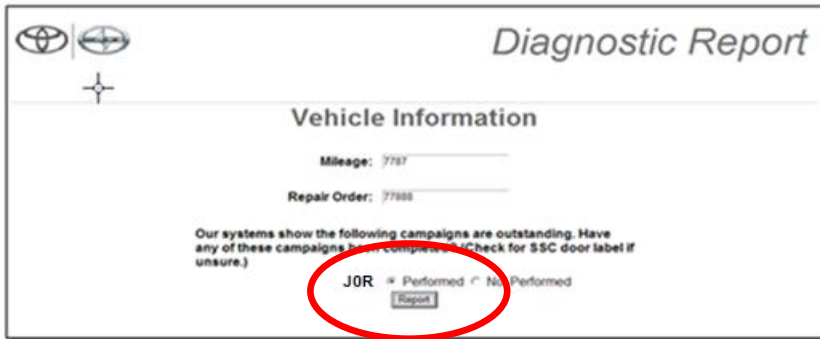 Diagnostic Report
Vehicle Information
Mileage: 7787
Repair Order: 77888
Our systems show the following campaigns are outstanding. Have
any of these campaigns been completed? (Check for SSC door label if
unsure.)
J0R Performed Not Performed
Report